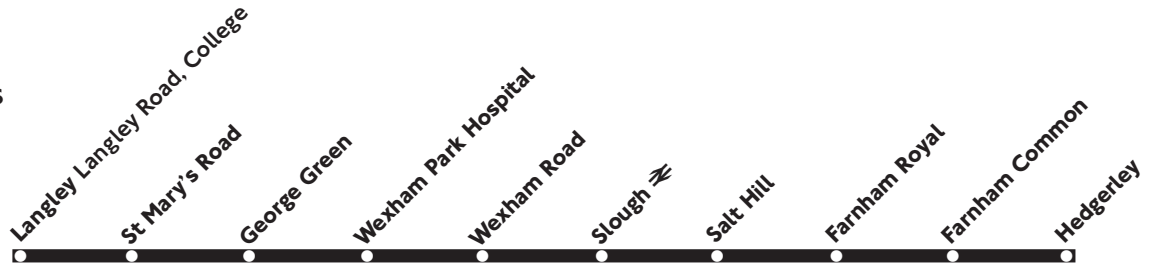 Langley Langley Road, College
St Mary's Road
George Green
Wexham Park Hospital
Wexham Road
Slough
Salt Hill
Farnham Royal
Farnham Common
Hedgerley